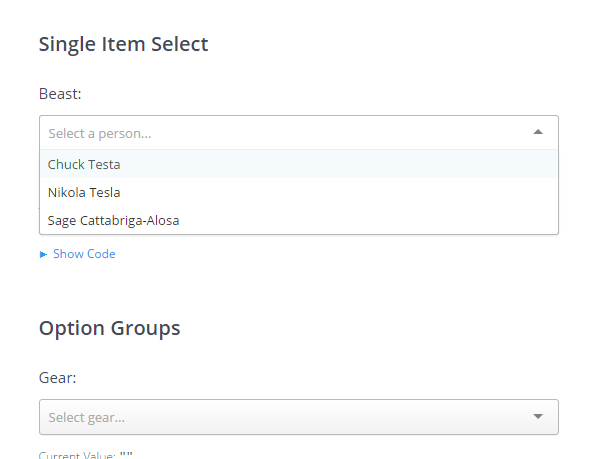 Single Item Select
Beast:
Select a person...
Chuck Testa
Nikola Tesla
Sage Cattabriga-Alosa
► Show Code
Option Groups
Gear:
Select gear...
Current Value: ""